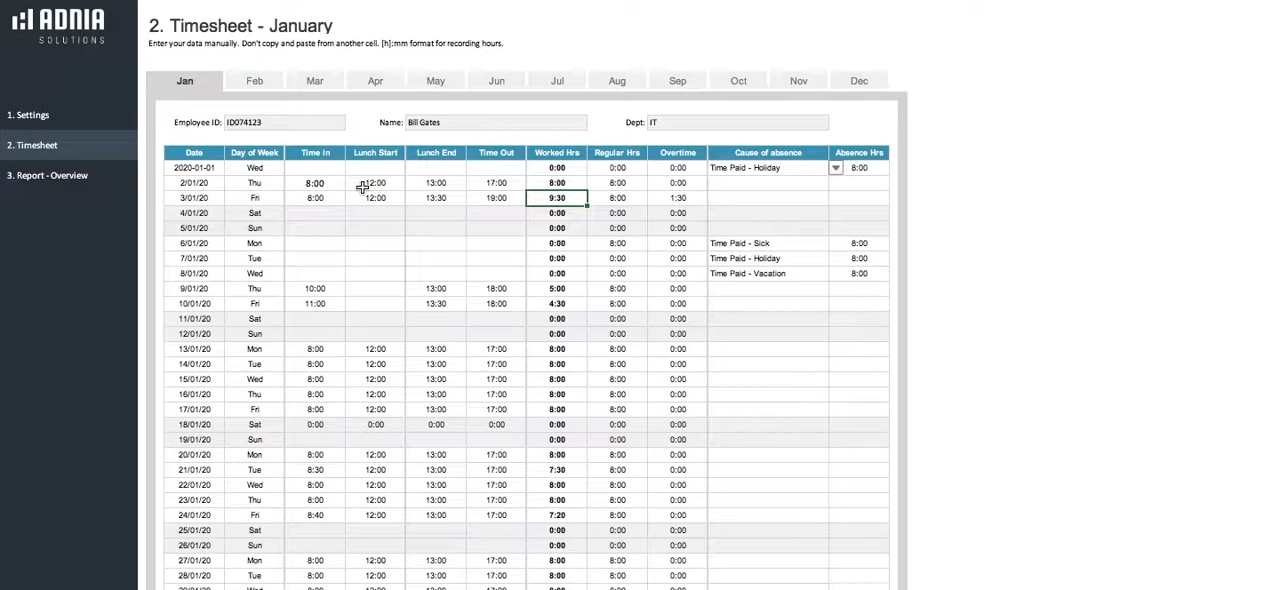 ADNIA
SOLUTIONS
2. Timesheet - January
Enter your data manually. Don't copy and paste from another cell. [h]:mm format for recording hours.
Jan Feb Mar Apr May Jun Jul Aug Sep Oct Nov Dec
1. Settings
2. Timesheet
3. Report - Overview
Employee ID: ID074123 Name: Bill Gates Dept: IT
Date Day of Week Time In Lunch Start Lunch End Time Out Worked Hrs Regular Hrs Overtime Cause of absence Absence Hrs
2020-01-01 Wed 0:00 0:00 0:00 Time Paid - Holiday 8:00
2/01/20 Thu 8:00 12:00 13:00 17:00 8:00 8:00 0:00
3/01/20 Fri 8:00 12:00 13:30 19:00 9:30 8:00 1:30
4/01/20 Sat 0:00 0:00 0:00
5/01/20 Sun 0:00 0:00 0:00
6/01/20 Mon 0:00 8:00 0:00 Time Paid - Sick 8:00
7/01/20 Tue 0:00 8:00 0:00 Time Paid - Holiday 8:00
8/01/20 Wed 0:00 0:00 0:00 Time Paid - Vacation 8:00
9/01/20 Thu 10:00 13:00 18:00 5:00 8:00 0:00
10/01/20 Fri 11:00 13:30 18:00 4:30 8:00 0:00
11/01/20 Sat 0:00 0:00 0:00
12/01/20 Sun 0:00 0:00 0:00
13/01/20 Mon 8:00 12:00 13:00 17:00 8:00 8:00 0:00
14/01/20 Tue 8:00 12:00 13:00 17:00 8:00 8:00 0:00
15/01/20 Wed 8:00 12:00 13:00 17:00 8:00 8:00 0:00
16/01/20 Thu 8:00 12:00 13:00 17:00 8:00 8:00 0:00
17/01/20 Fri 8:00 12:00 13:00 17:00 8:00 8:00 0:00
18/01/20 Sat 0:00 0:00 0:00 0:00 0:00 0:00 0:00
19/01/20 Sun 0:00 0:00 0:00
20/01/20 Mon 8:00 12:00 13:00 17:00 8:00 8:00 0:00
21/01/20 Tue 8:30 12:00 13:00 17:00 7:30 8:00 0:00
22/01/20 Wed 8:00 12:00 13:00 17:00 8:00 8:00 0:00
23/01/20 Thu 8:00 12:00 13:00 17:00 8:00 8:00 0:00
24/01/20 Fri 8:40 12:00 13:00 17:00 7:20 8:00 0:00
25/01/20 Sat 0:00 0:00 0:00
26/01/20 Sun 0:00 0:00 0:00
27/01/20 Mon 8:00 12:00 13:00 17:00 8:00 8:00 0:00
28/01/20 Tue 8:00 12:00 13:00 17:00 8:00 8:00 0:00